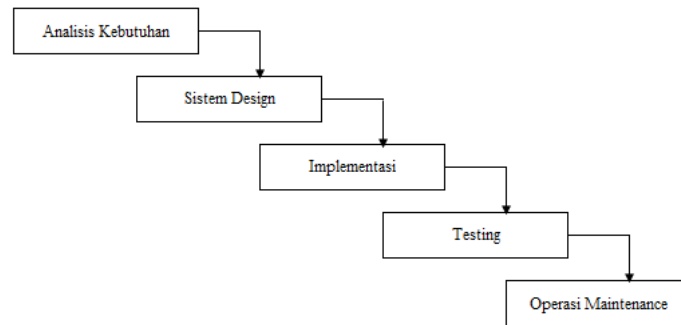 Analisis Kebutuhan
Sistem Design
Implementasi
Testing
Operasi Maintenance